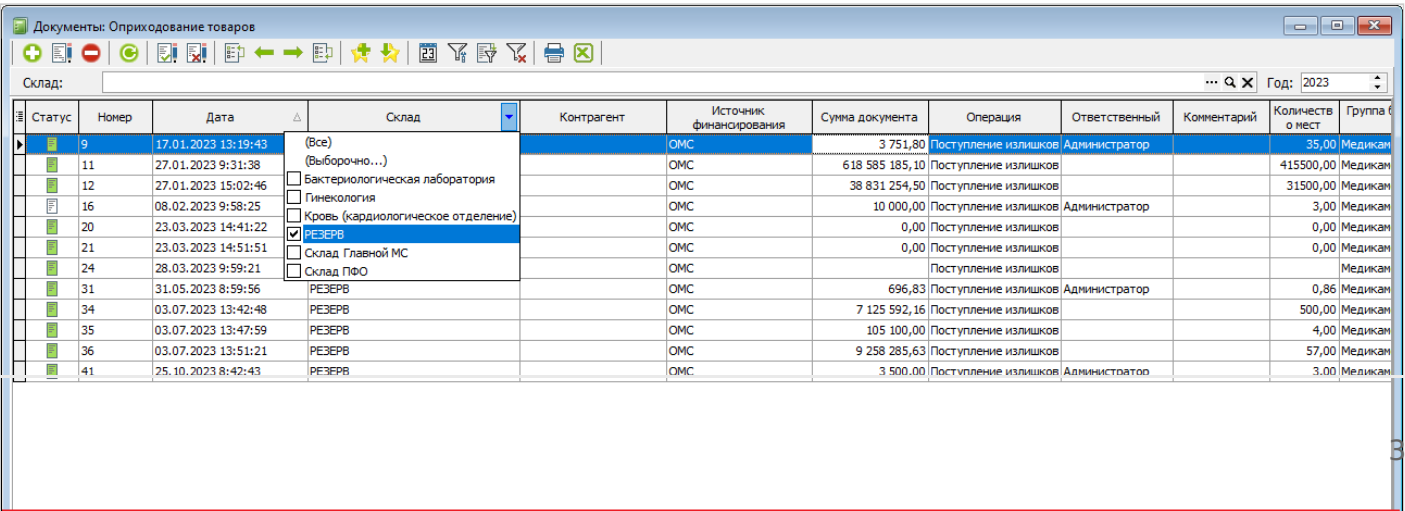 Документы: Оприходование товаров
23
Склад: ... Год: 2023
Статус Номер Дата Склад Контрагент Источник финансирования Сумма документа Операция Ответственный Комментарий Количеств о мест Группа б
9 17.01.2023 13:19:43 ОМС 3 751,80 Поступление излишков Администратор 35,00 Медикам
11 27.01.2023 9:31:38 ОМС 618 585 185,10 Поступление излишков 415500,00 Медикам
12 27.01.2023 15:02:46 ОМС 38 831 254,50 Поступление излишков 31500,00 Медикам
16 08.02.2023 9:58:25 ОМС 10 000,00 Поступление излишков Администратор 3,00 Медикам
20 23.03.2023 14:41:22 ОМС 0,00 Поступление излишков 0,00 Медикам
21 23.03.2023 14:51:51 ОМС 0,00 Поступление излишков 0,00 Медикам
24 28.03.2023 9:59:21 ОМС Поступление излишков Медикам
(Все)
(Выборочно...)
Бактериологическая лаборатория
Гинекология
Кровь (кардиологическое отделение)
РЕЗЕРВ
Склад Главной МС
Склад ПФО
31 31.05.2023 8:59:56 РЕЗЕРВ ОМС 696,83 Поступление излишков Администратор 0,86 Медикам
34 03.07.2023 13:42:48 РЕЗЕРВ ОМС 7 125 592,16 Поступление излишков 500,00 Медикам
35 03.07.2023 13:47:59 РЕЗЕРВ ОМС 105 100,00 Поступление излишков 4,00 Медикам
36 03.07.2023 13:51:21 РЕЗЕРВ ОМС 9 258 285,63 Поступление излишков 57,00 Медикам
41 25.10.2023 8:42:43 РЕЗЕРВ ОМС 3 500,00 Поступление излишков Администратор 3,00 Медикам
3